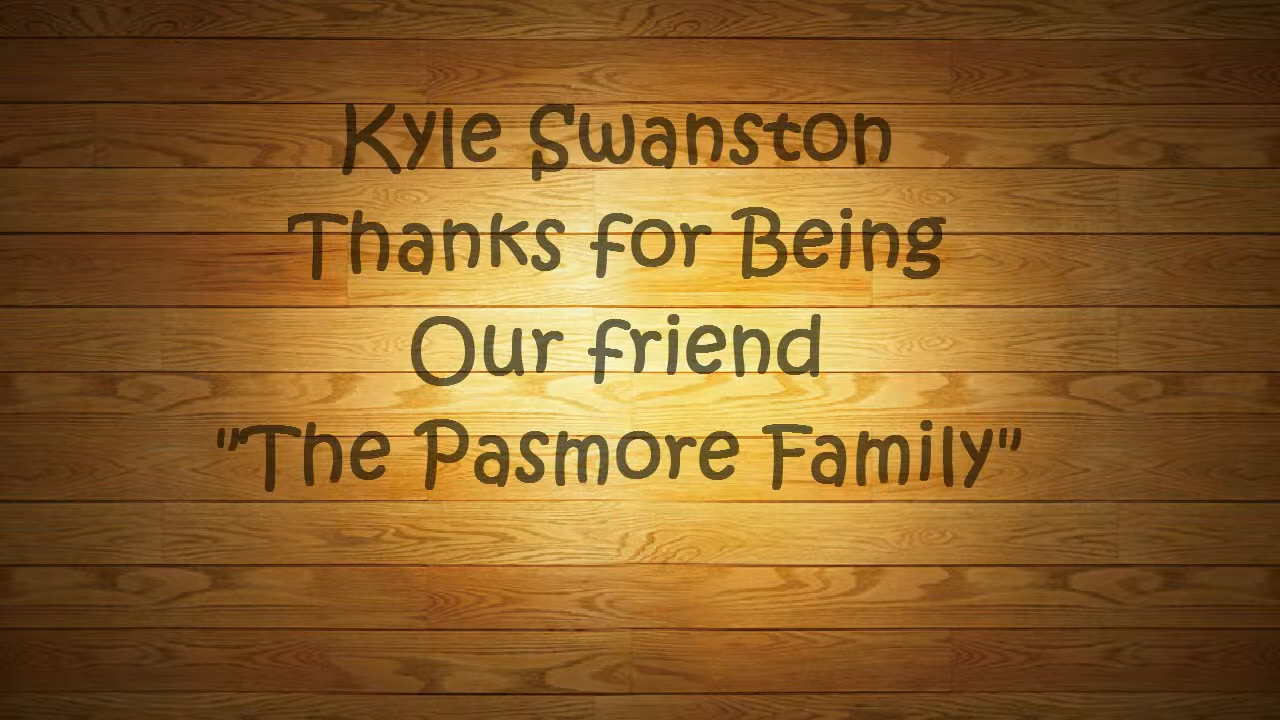 Kyle Swanston
Thanks for Being
Our friend
"The Pasmore Family"